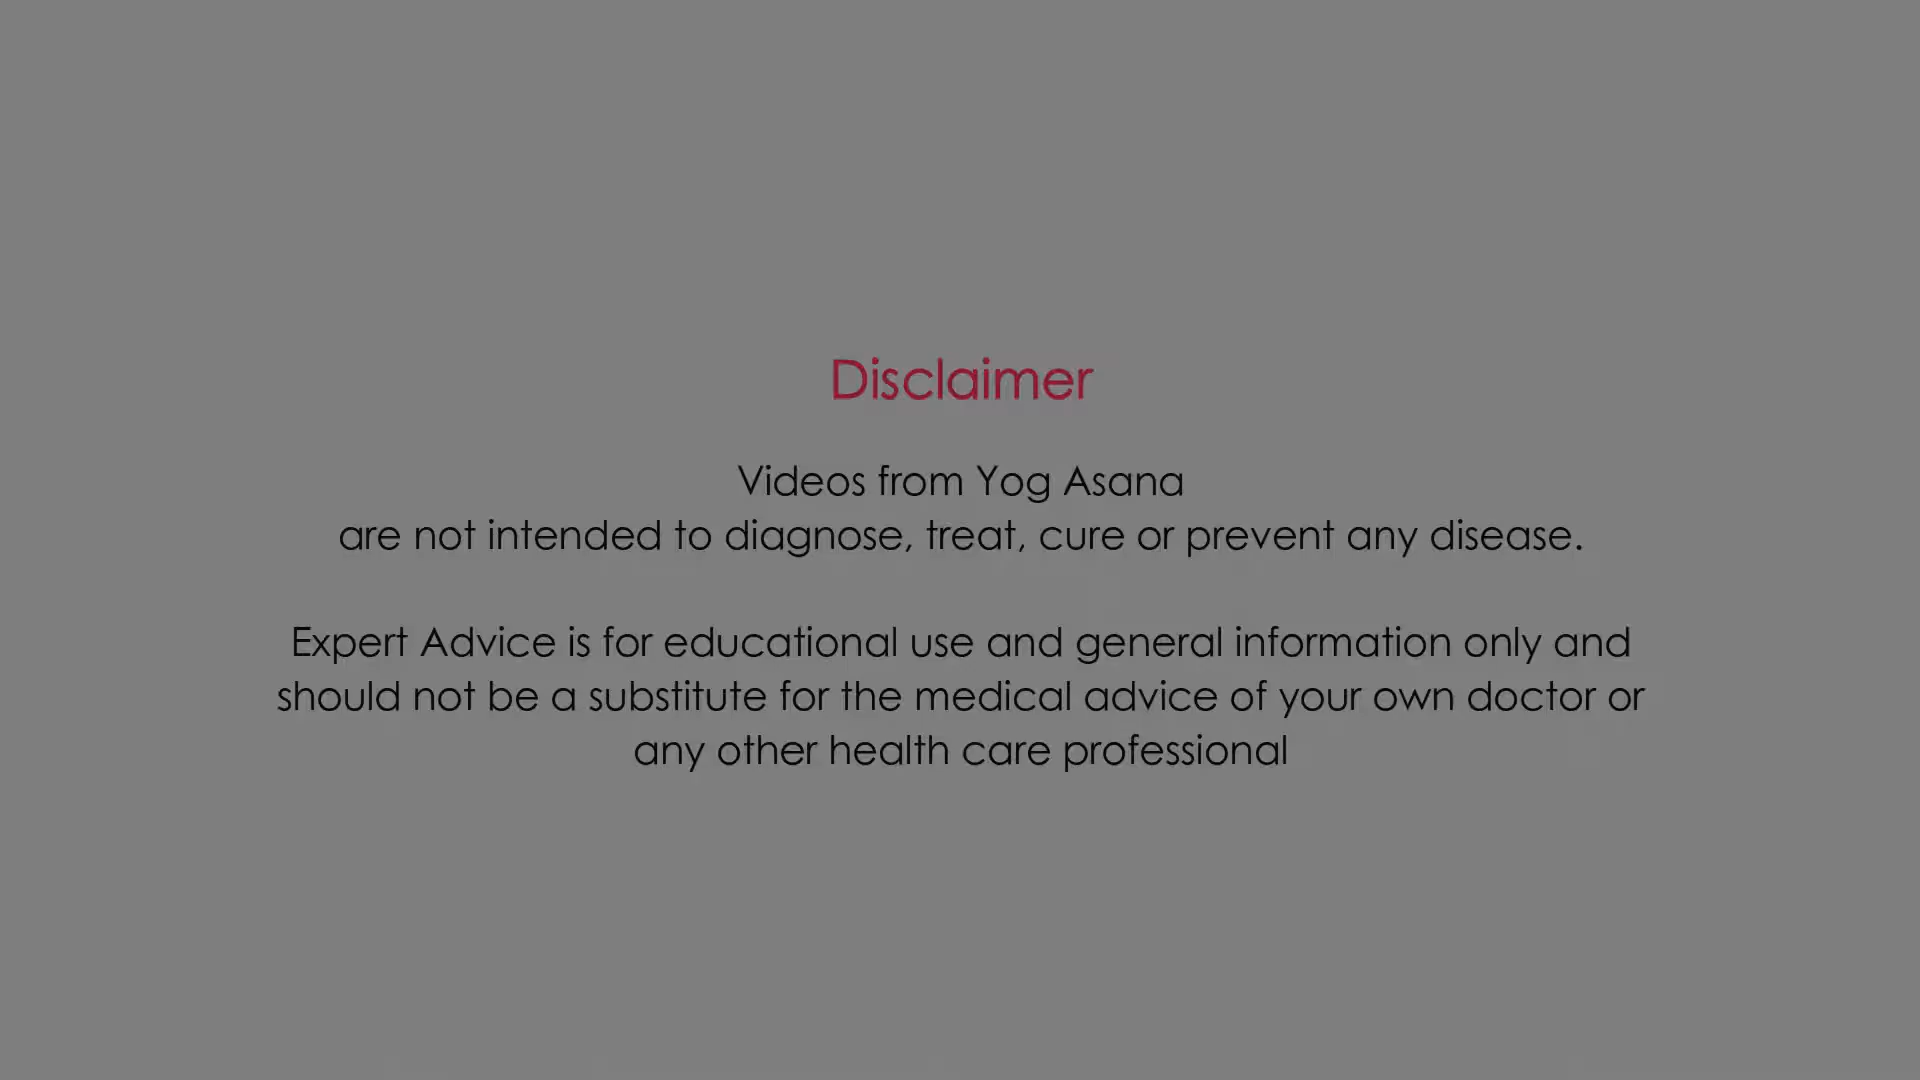 Disclaimer
Videos from Yog Asana
are not intended to diagnose, treat, cure or prevent any disease.
Expert Advice is for educational use and general information only and
should not be a substitute for the medical advice of your own doctor or
any other health care professional